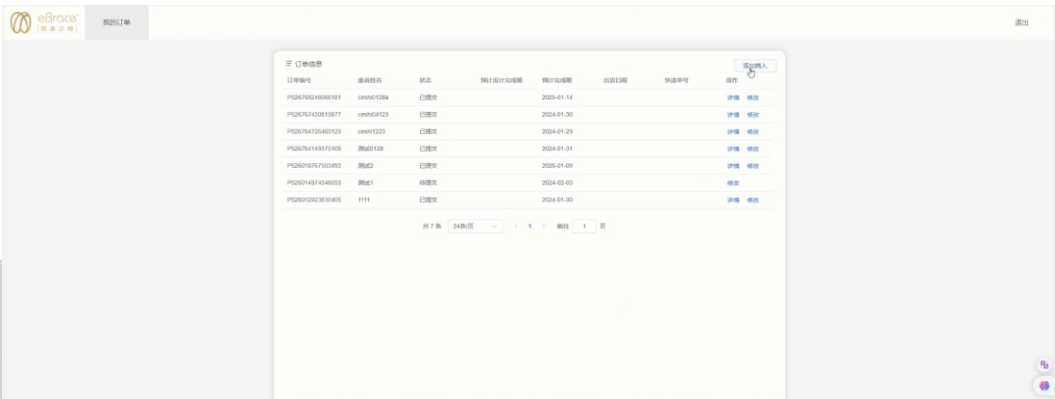 eBrace 我的订单 退出
订单信息 添加病人
订单编号 患者姓名 状态 预计设计完成期 预计完成期 出货日期 快递单号 操作
PS26768248068161 ceshi0128a 已提交 2025-01-14 详情 修改
PS26767430815877 ceshi04123 已提交 2024-01-30 详情 修改
PS26764726485125 ceshi1223 已提交 2024-01-29 详情 修改
PS26764149373109 测试0126 已提交 2024-01-31 详情 修改
PS26018767503493 测试2 已提交 2026-01-09 详情 修改
PS26014974546053 测试1 待提交 2024-02-03 修改
PS26012923830405 1111 已提交 2024-01-30 详情 修改
共 7 条 24条/页 1 前往 1 页